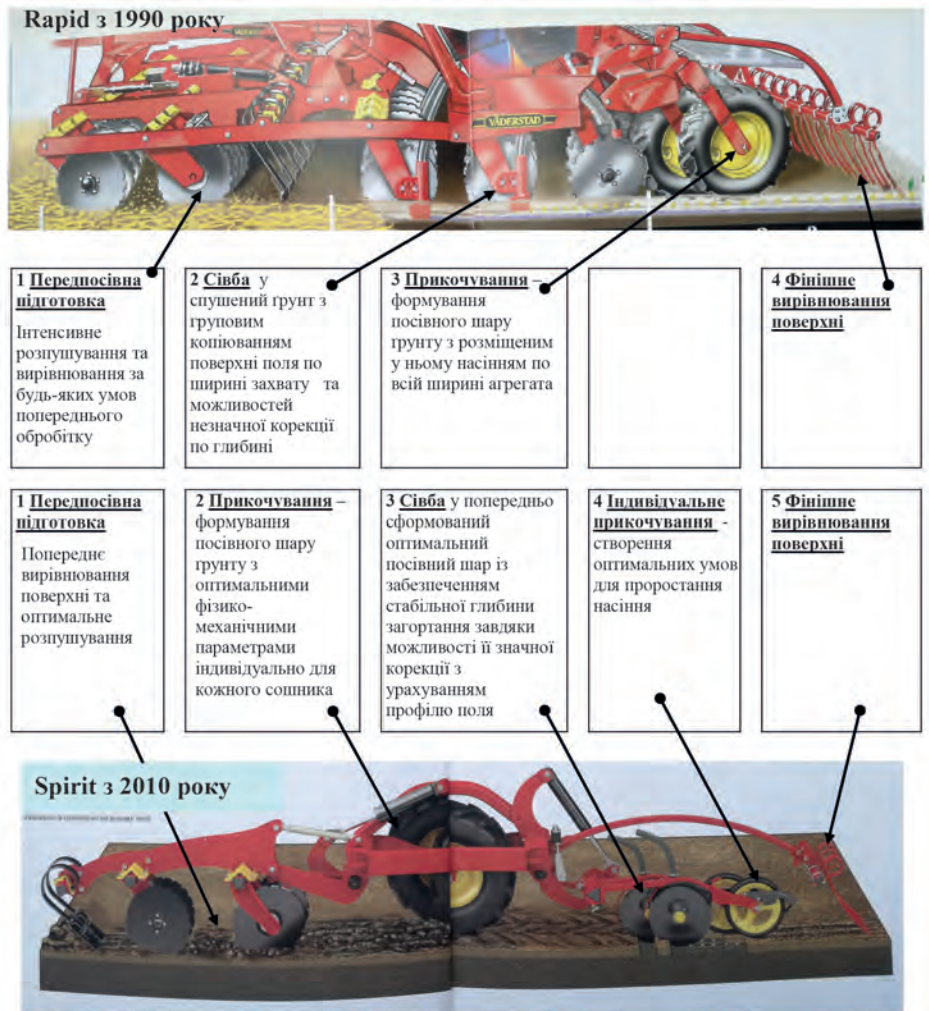 Rapid з 1990 року
VÄDERSTAD
1 Передпосівна
підготовка
Інтенсивне
розпушування та
вирівнювання за
будь-яких умов
попереднього
обробітку
2 Сівба у
спушений ґрунт з
груповим
копіюванням
поверхні поля по
ширині захвату та
можливостей
незначної корекції
по глибині
3 Прикочування –
формування
посівного шару
ґрунту з розміщеним
у ньому насінням по
всій ширині агрегата
4 Фінішне
вирівнювання
поверхні
1 Передпосівна
підготовка
Попереднє
вирівнювання
поверхні та
оптимальне
розпушування
2 Прикочування –
формування
посівного шару
ґрунту з
оптимальними
фізико-
механічними
параметрами
індивідуально для
кожного сошника
3 Сівба у попередньо
сформований
оптимальний
посівний шар із
забезпеченням
стабільної глибини
загортання завдяки
можливості її значної
корекції з
урахуванням
профілю поля
4 Індивідуальне
прикочування -
створення
оптимальних умов
для проростання
насіння
5 Фінішне
вирівнювання
поверхні
Spirit з 2010 року